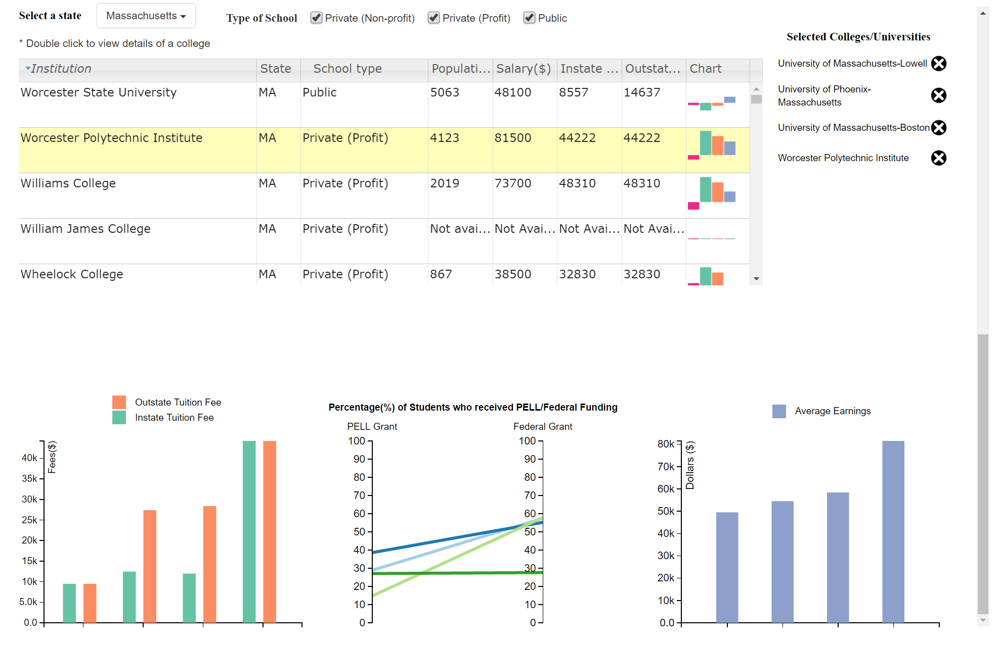 Select a state
Massachusetts
Type of School
Private (Non-profit)
Private (Profit)
Public
* Double click to view details of a college
Institution State School type Populati... Salary($) Instate ... Outstat... Chart
Worcester State University MA Public 5063 48100 8557 14637
Worcester Polytechnic Institute MA Private (Profit) 4123 81500 44222 44222
Williams College MA Private (Profit) 2019 73700 48310 48310
William James College MA Private (Profit) Not avai... Not Avai... Not Avai... Not Avai...
Wheelock College MA Private (Profit) 867 38500 32830 32830
Selected Colleges/Universities
University of Massachusetts-Lowell
University of Phoenix-
Massachusetts
University of Massachusetts-Boston
Worcester Polytechnic Institute
Outstate Tuition Fee
Instate Tuition Fee
Fees($)
40k
35k
30k
25k
20k
15k
10k
5.0k
0.0
Percentage(%) of Students who received PELL/Federal Funding
PELL Grant
100
90
80
70
60
50
40
30
20
10
0
Federal Grant
100
90
80
70
60
50
40
30
20
10
0
Average Earnings
Dollars ($)
80k
70k
60k
50k
40k
30k
20k
10k
0.0